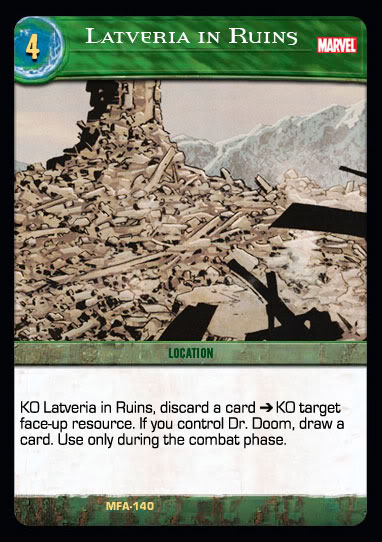 4
Latveria in Ruins
MARVEL
LOCATION
KO Latveria in Ruins, discard a card ➔ KO target
face-up resource. If you control Dr. Doom, draw a
card. Use only during the combat phase.
MFA-140